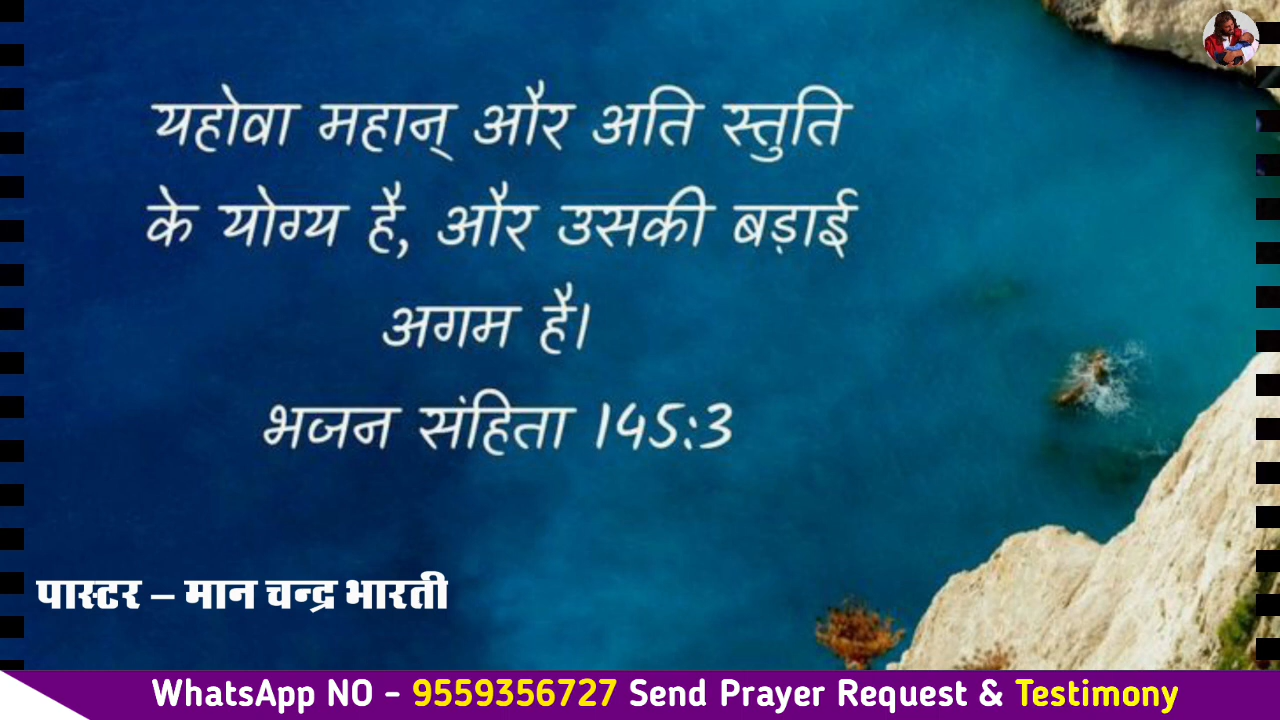 यहोवा महान् और अति स्तुति
के योग्य है, और उसकी बड़ाई
अगम है।
भजन संहिता 145:3
पास्टर – मान चन्द्र भारती
WhatsApp NO - 9559356727 Send Prayer Request & Testimony